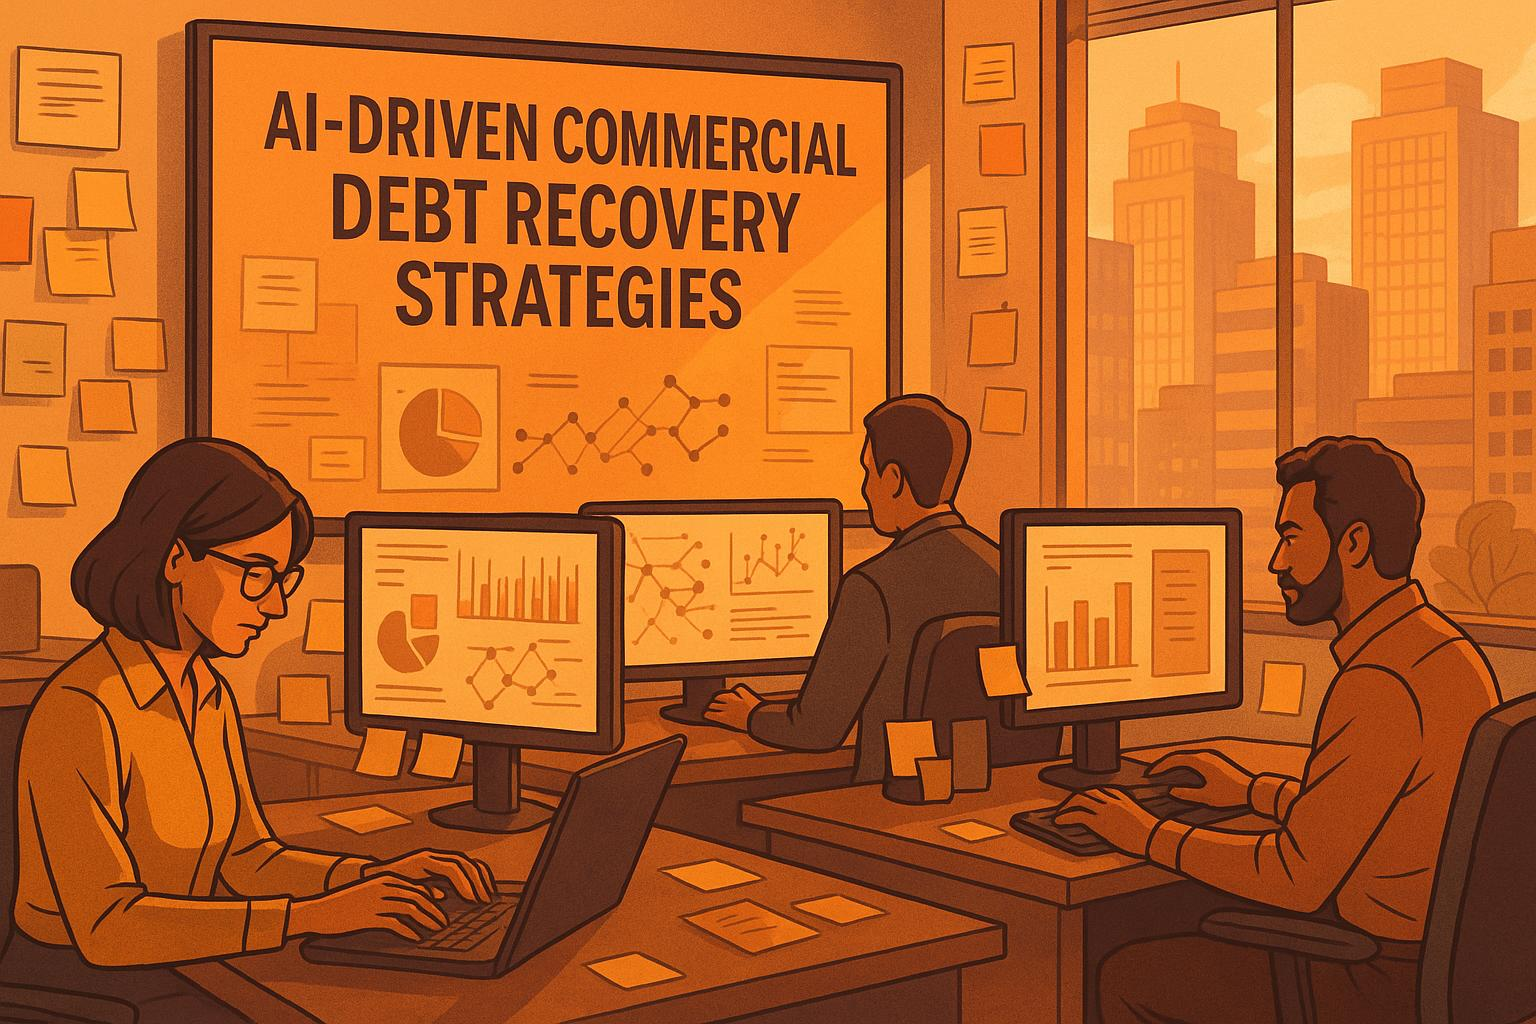 AI-DRIVEN COMMERCIAL
DEBT RECOVERY
STRATEGIES